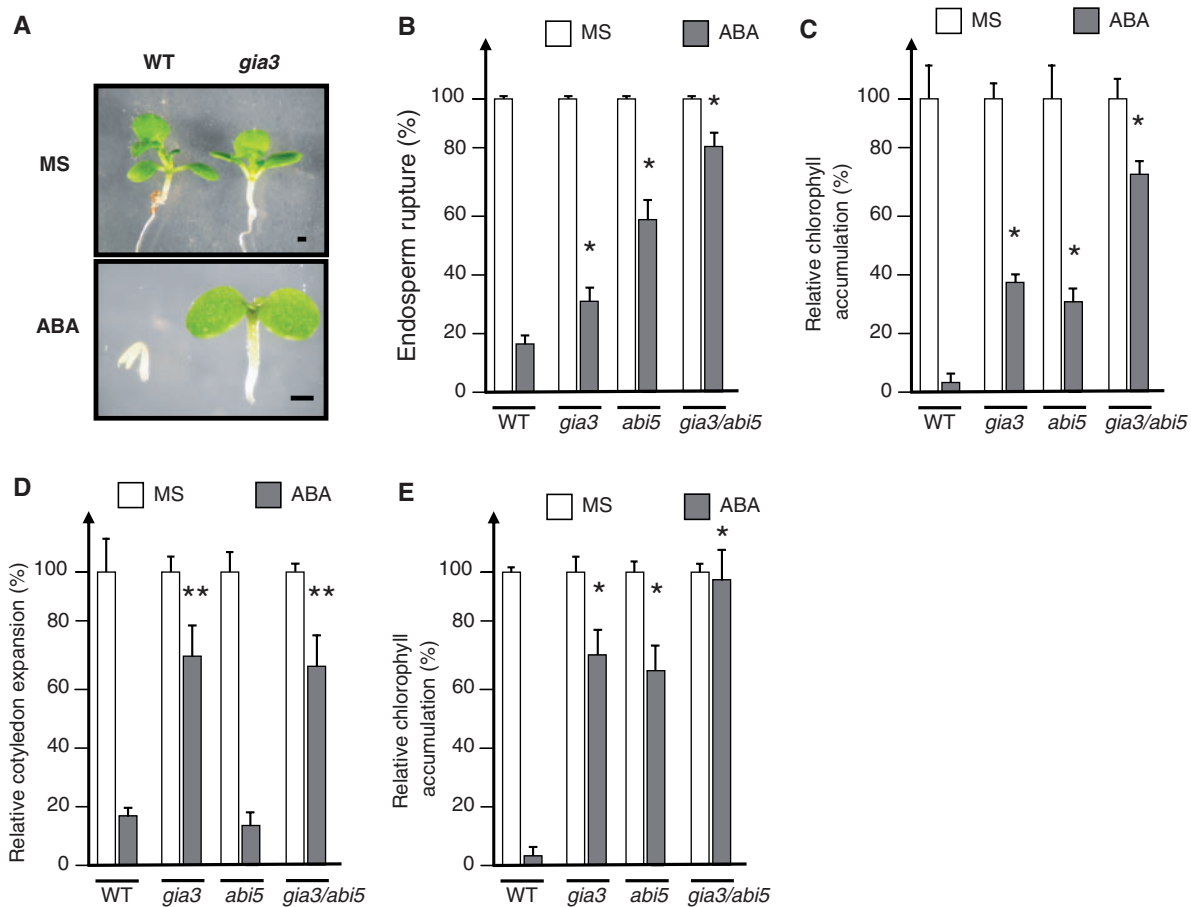 A
WT gia3
MS
ABA
B
MS ABA
Endosperm rupture (%)
100
80
60
40
20
0
* * *
WT gia3 abi5 gia3/abi5
C
MS ABA
Relative chlorophyll
accumulation (%)
100
80
60
40
20
0
* * *
WT gia3 abi5 gia3/abi5
D
MS ABA
Relative cotyledon expansion (%)
100
80
60
40
20
0
** **
WT gia3 abi5 gia3/abi5
E
MS ABA
Relative chlorophyll
accumulation (%)
100
80
60
40
20
0
* * *
WT gia3 abi5 gia3/abi5